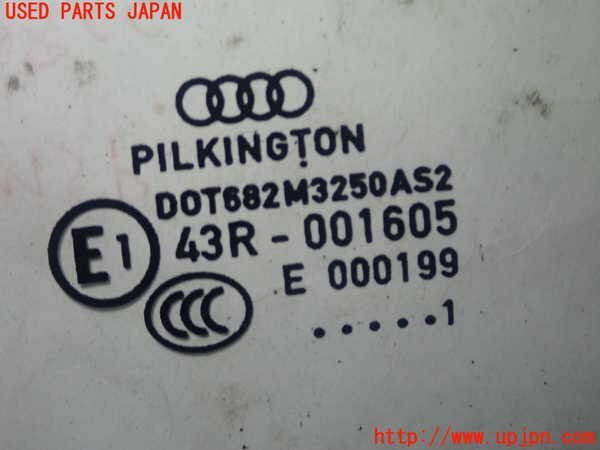 USED PARTS JAPAN
PILKINGTON
DOT682M3250AS2
E1
43R - 001605
E 000199
CCC
.....1
http://www.upjpn.com/